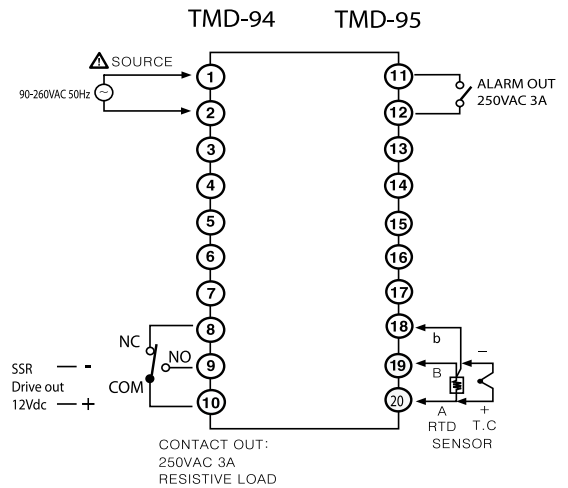 TMD-94 TMD-95
SOURCE
90-260VAC 50Hz
1
2
3
4
5
6
7
8
9
10
11
12
13
14
15
16
17
18
19
20
ALARM OUT
250VAC 3A
NC
NO
COM
SSR — -
Drive out
12Vdc — +
CONTACT OUT:
250VAC 3A
RESISTIVE LOAD
b
B
A
− 
+
RTD T.C
SENSOR